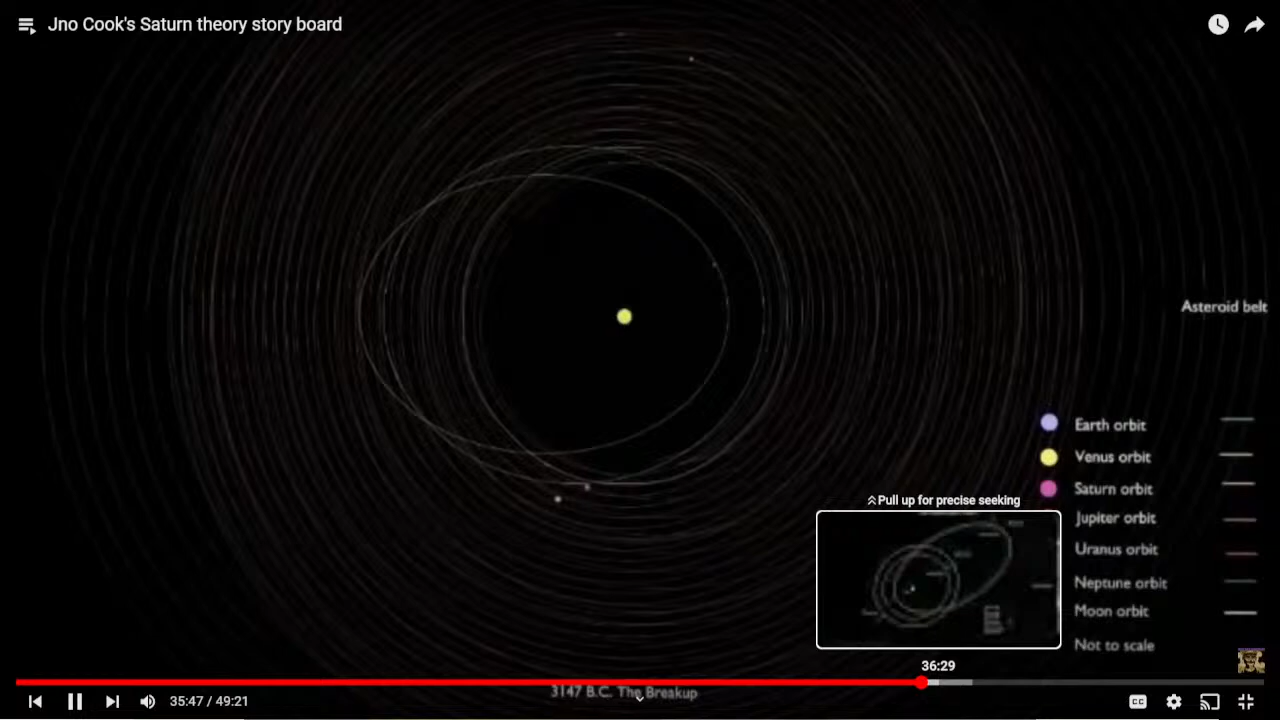 Jno Cook's Saturn theory story board
Asteroid belt
Earth orbit
Venus orbit
Saturn orbit
Pull up for precise seeking
Jupiter orbit
Uranus orbit
Neptune orbit
Moon orbit
Not to scale
36:29
3147 B.C. The Breakup
35:47 / 49:21
CC